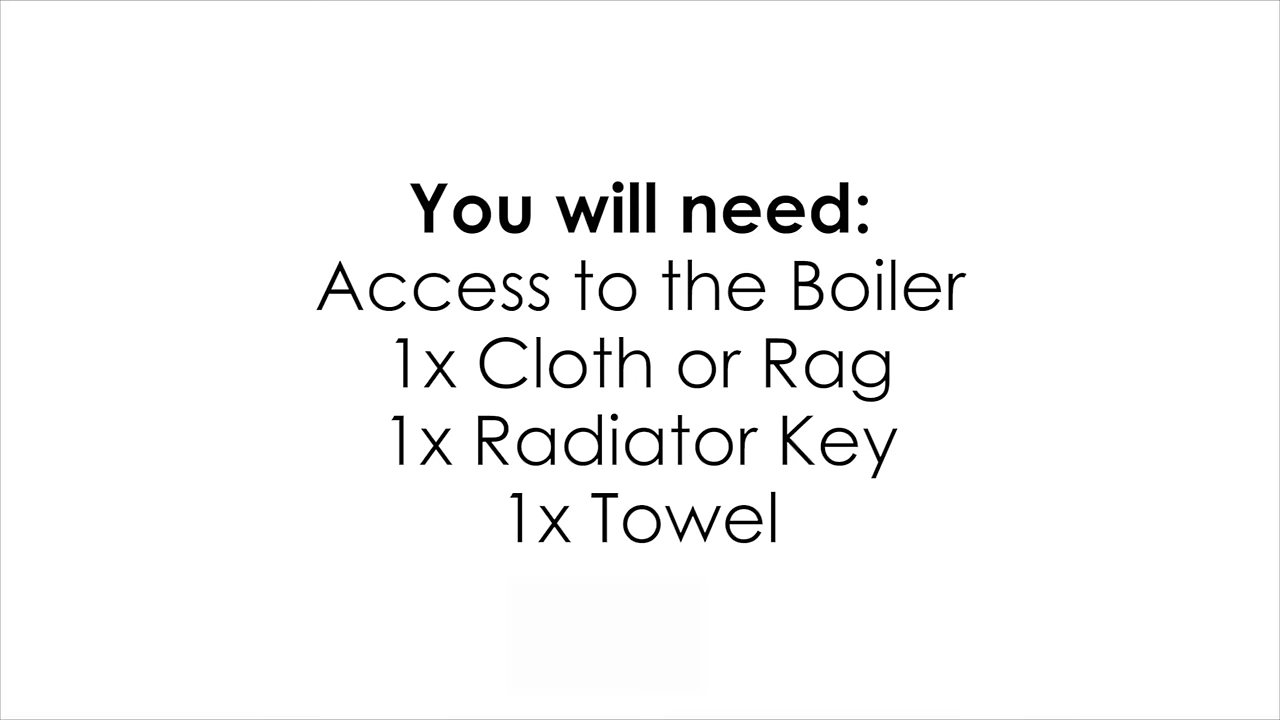 You will need:
Access to the Boiler
1x Cloth or Rag
1x Radiator Key
1x Towel